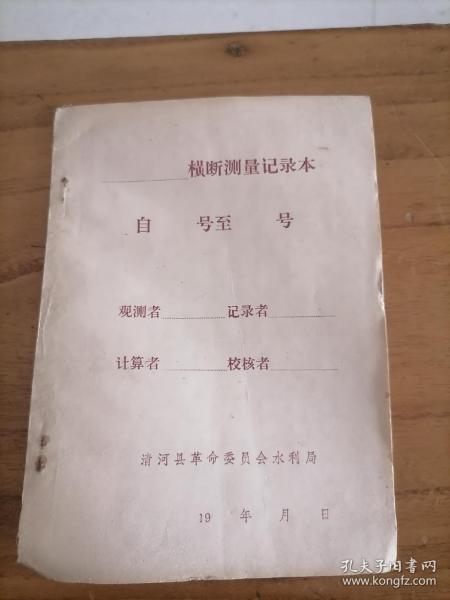 横断测量记录本
自 号至 号
观测者 记录者
计算者 校核者
清河县革命委员会水利局
19 年 月 日
孔夫子旧书网
www.kongfz.com